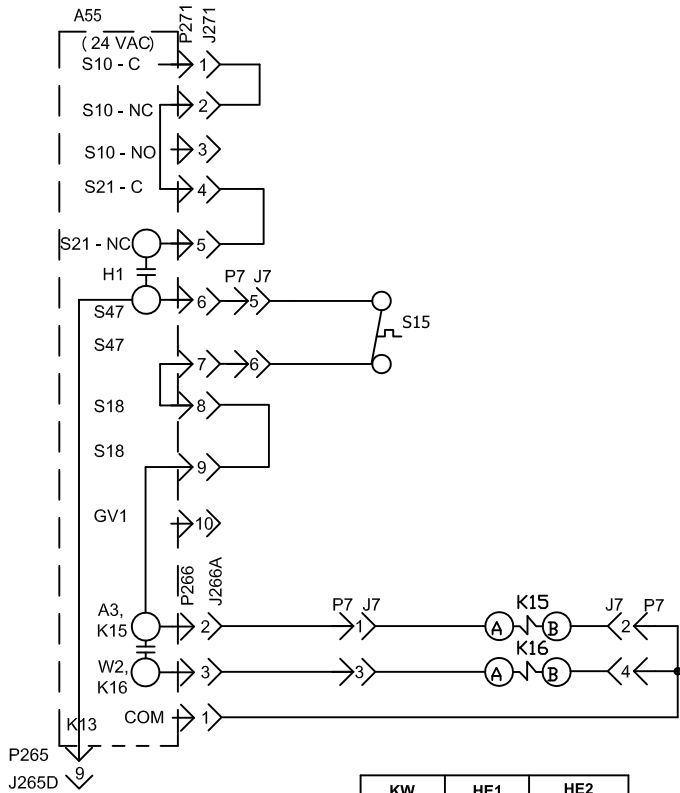 A55
P271
J271
( 24 VAC)
S10 - C
1
S10 - NC
2
S10 - NO
3
S21 - C
4
S21 - NC
5
H1
6
P7
J7
5
S47
S15
S47
7
6
S18
8
S18
9
GV1
10
P266
J266A
A3,
K15
2
P7
J7
1
K15
A
B
J7
P7
2
W2,
K16
3
3
K16
A
B
4
K13
COM
1
P265
J265D
9
KW
HE1
HE2